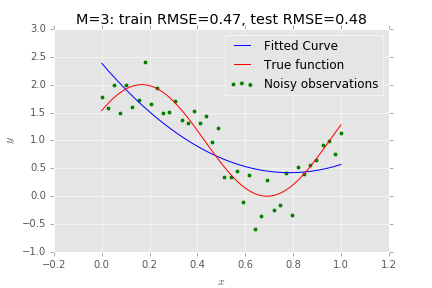 M=3: train RMSE=0.47, test RMSE=0.48
3.0
2.5
2.0
1.5
1.0
0.5
0.0
−0.5
−1.0
y
Fitted Curve
True function
Noisy observations
−0.2 0.0 0.2 0.4 0.6 0.8 1.0 1.2
x